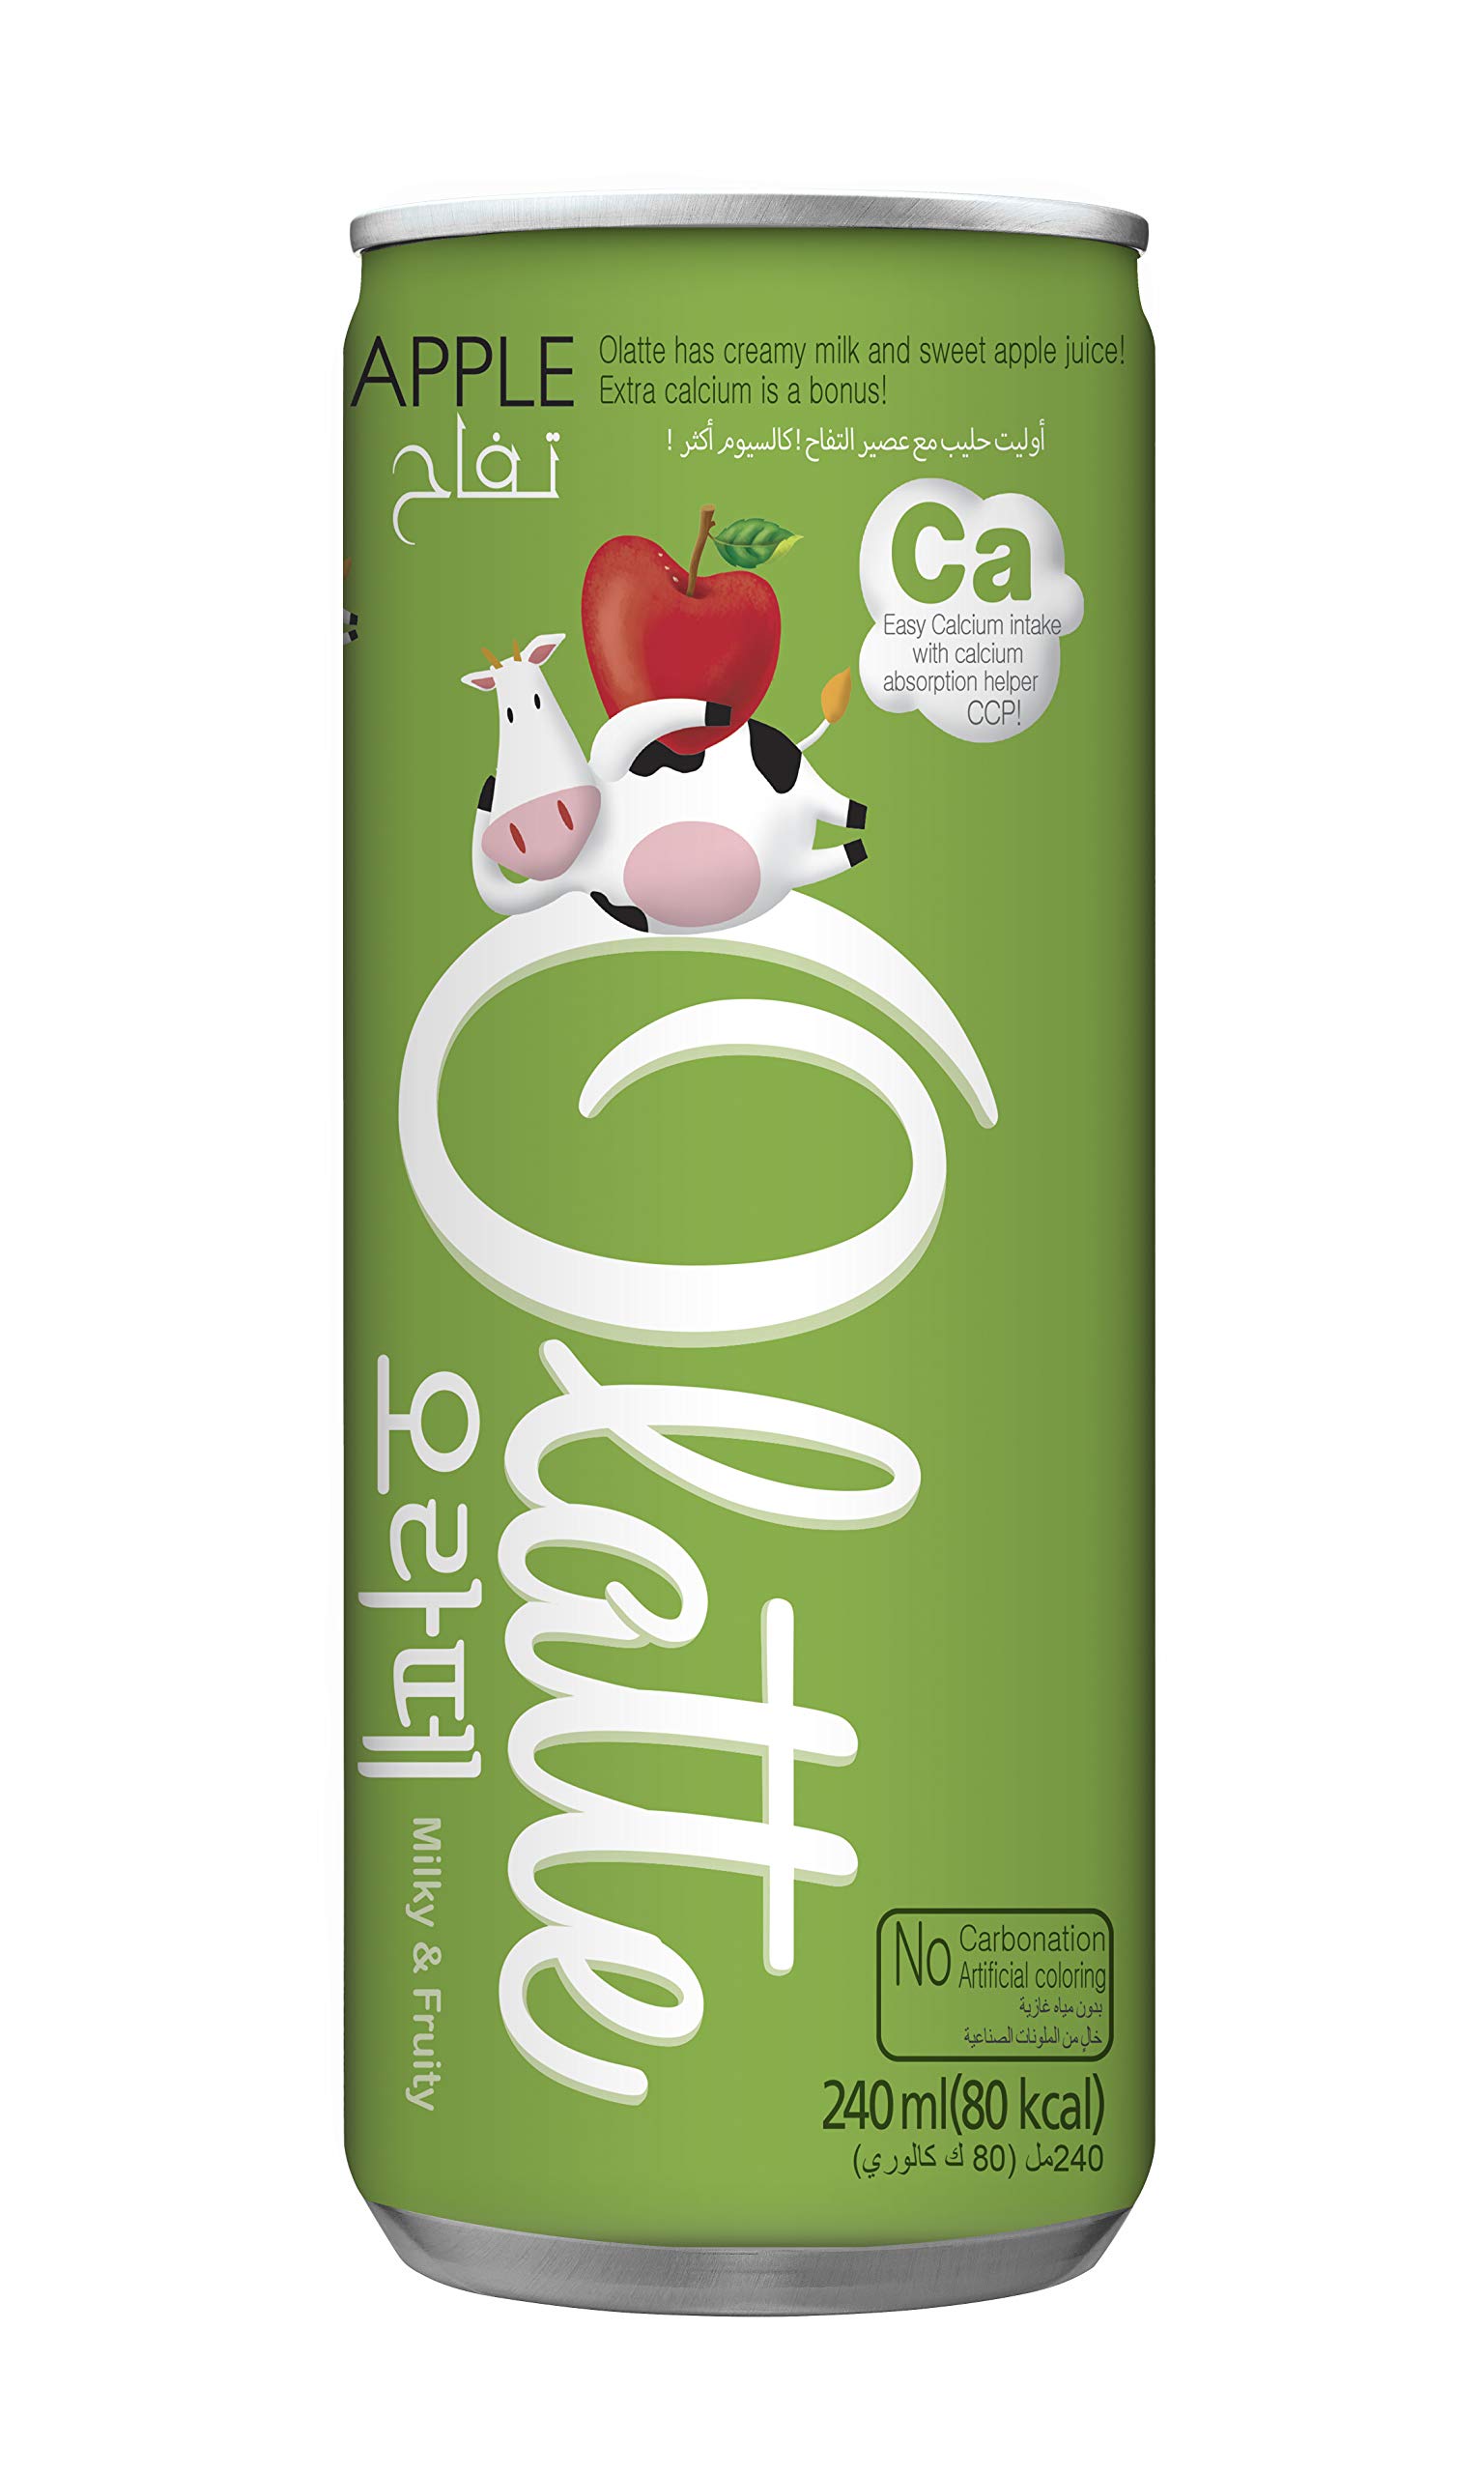 APPLE
تفاح
Olatte has creamy milk and sweet apple juice!
Extra calcium is a bonus!
أوليت حليب مع عصير التفاح ! كالسيوم أكثر !
Ca
Easy Calcium intake
with calcium
absorption helper
CCP!
Olatte
오라떼
Milky & Fruity
No Carbonation
Artificial coloring
بدون مياه غازية
خالٍ من الملونات الصناعية
240 ml(80 kcal)
240مل (80 ك كالوري)